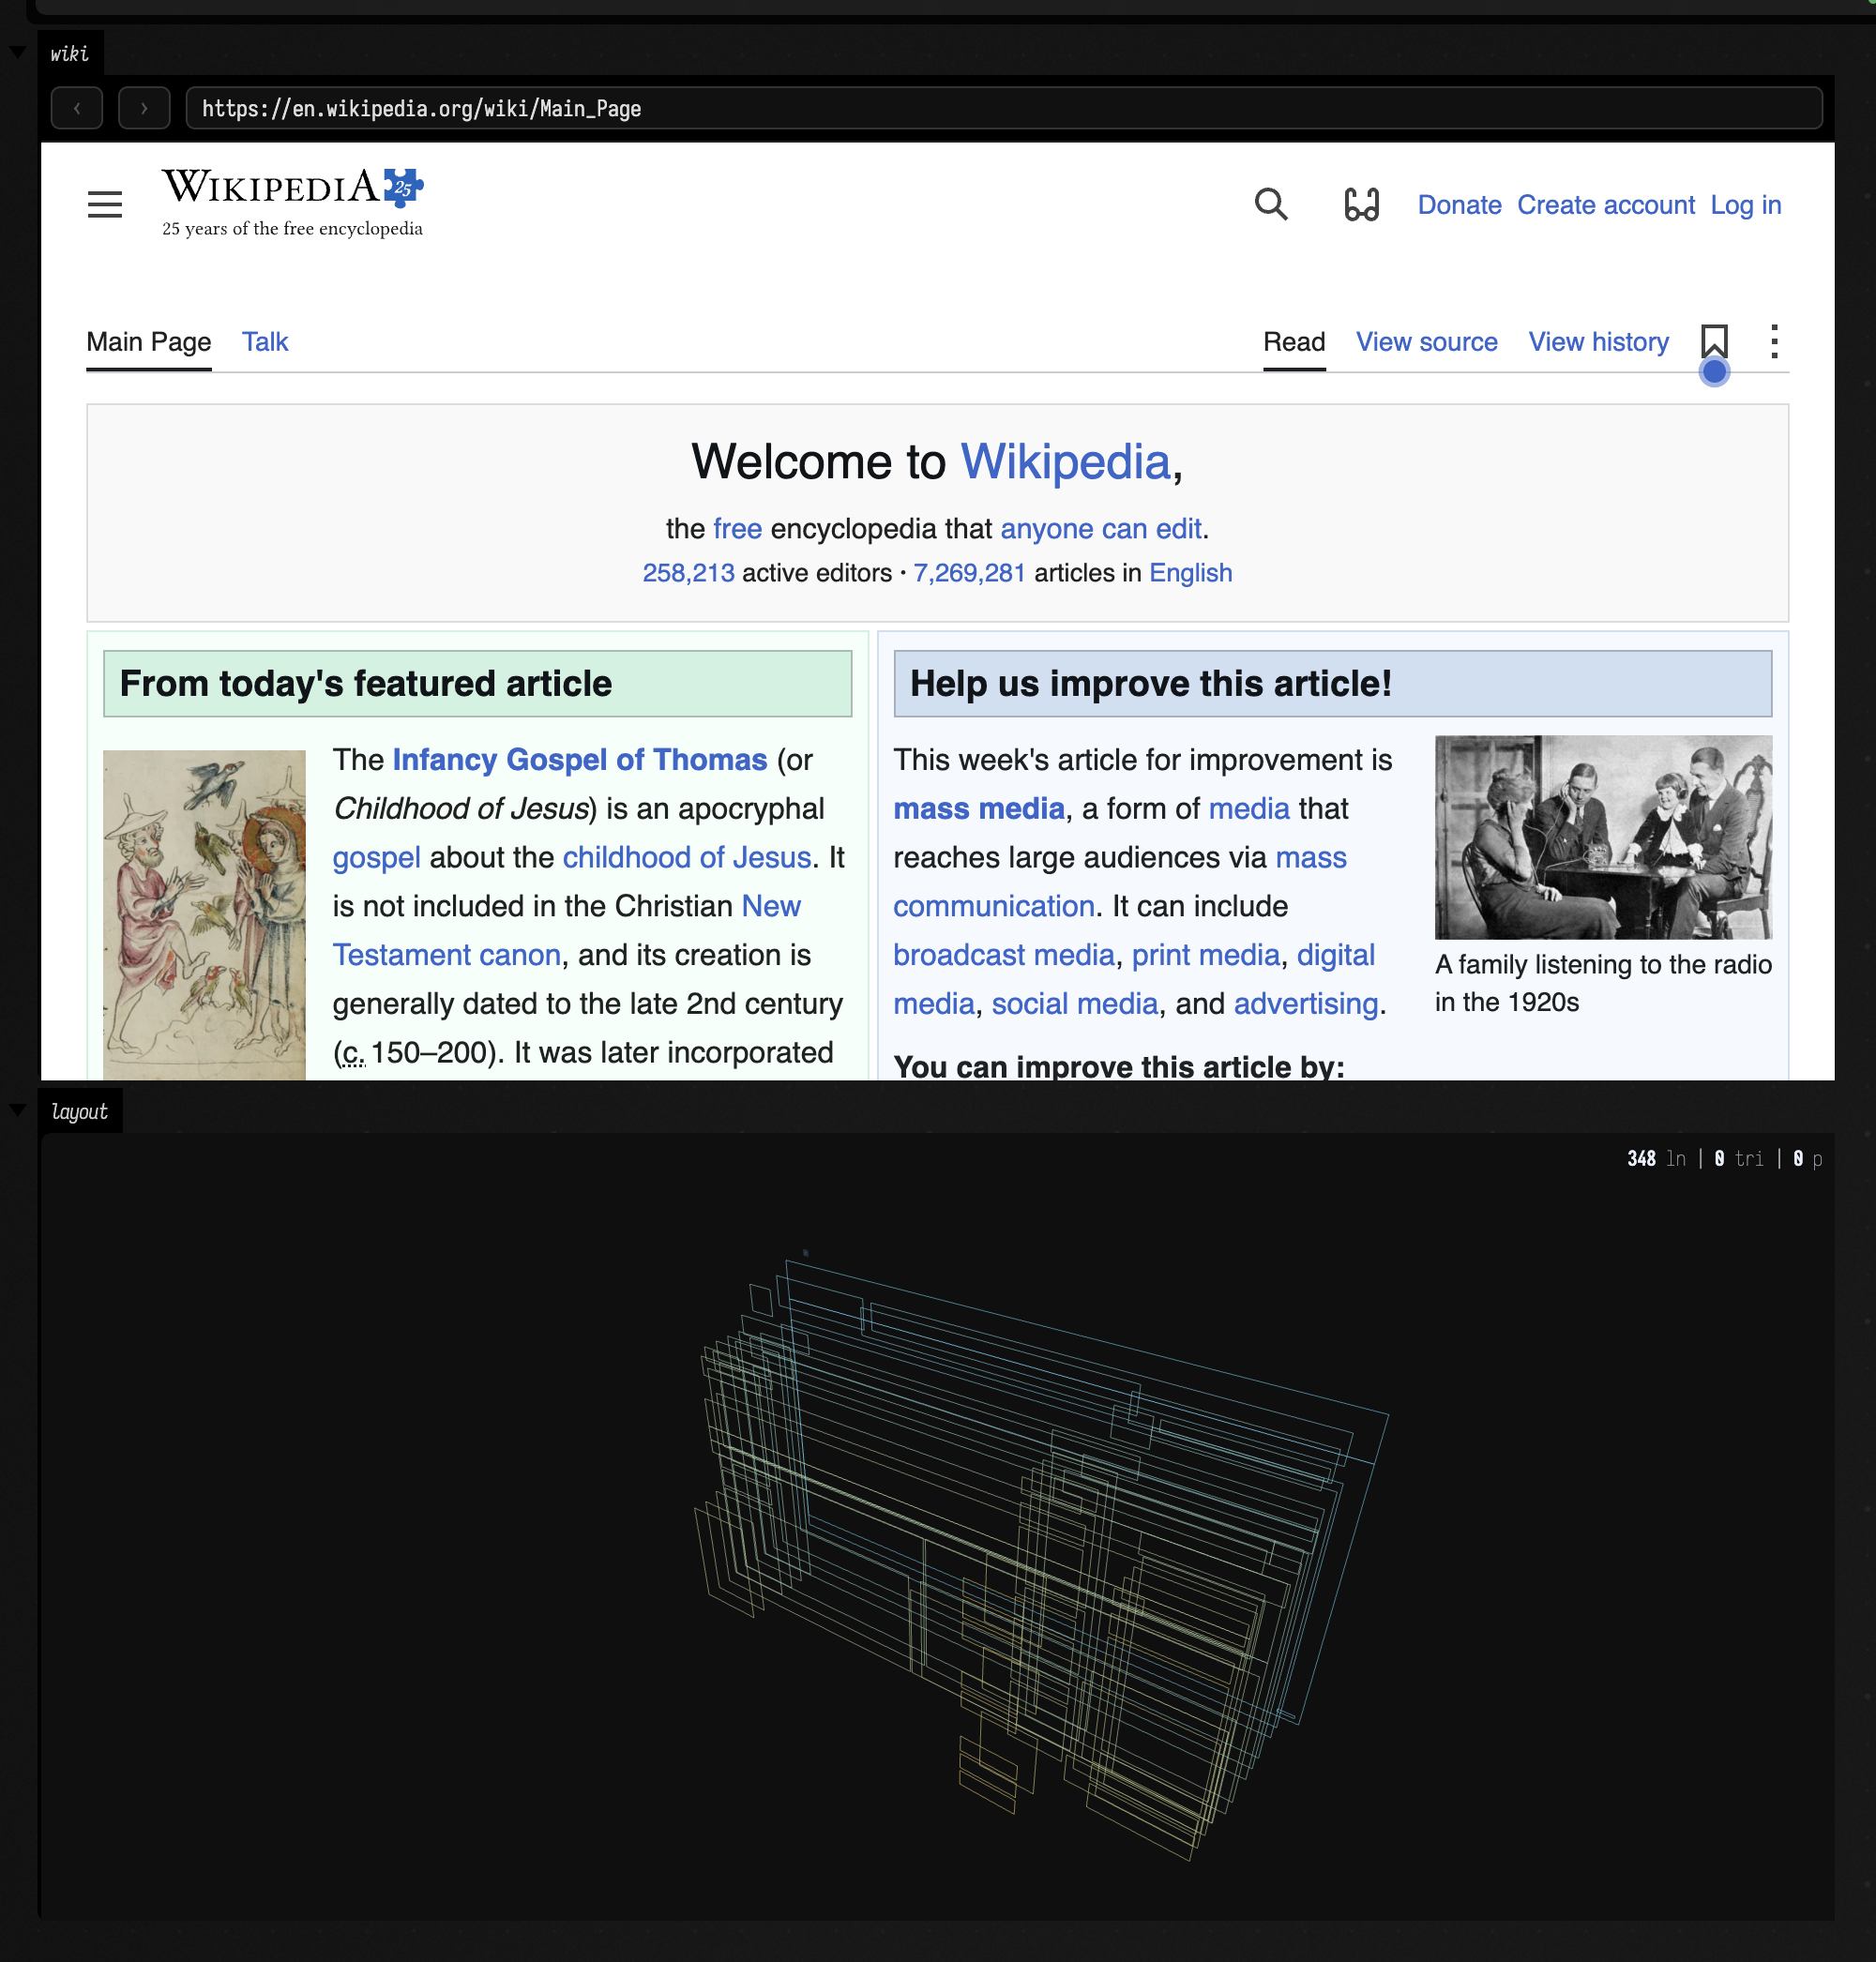 wiki
‹ › https://en.wikipedia.org/wiki/Main_Page
WIKIPEDIA 25
25 years of the free encyclopedia
Donate Create account Log in
Main Page Talk
Read View source View history
Welcome to Wikipedia,
the free encyclopedia that anyone can edit.
258,213 active editors · 7,269,281 articles in English
From today's featured article
The Infancy Gospel of Thomas (or
Childhood of Jesus) is an apocryphal
gospel about the childhood of Jesus. It
is not included in the Christian New
Testament canon, and its creation is
generally dated to the late 2nd century
(c. 150–200). It was later incorporated
Help us improve this article!
This week's article for improvement is
mass media, a form of media that
reaches large audiences via mass
communication. It can include
broadcast media, print media, digital
media, social media, and advertising.
A family listening to the radio
in the 1920s
You can improve this article by:
layout
348 ln | 0 tri | 0 p